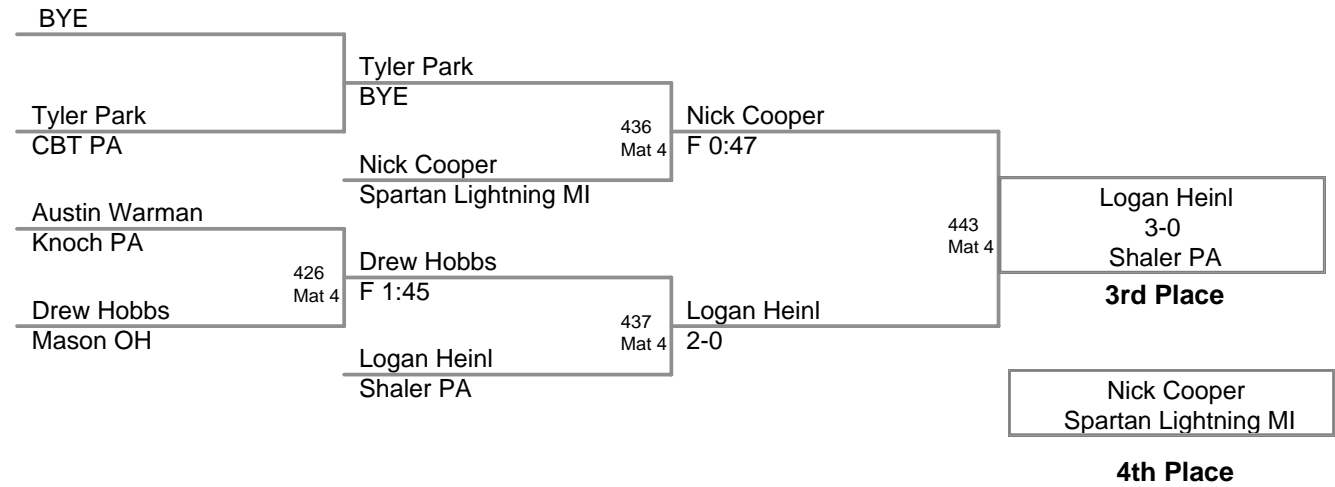 BYE
Tyler Park
BYE
Tyler Park
CBT PA
436
Mat 4
Nick Cooper
F 0:47
Nick Cooper
Spartan Lightning MI
Austin Warman
Knoch PA
426
Mat 4
Drew Hobbs
F 1:45
Drew Hobbs
Mason OH
437
Mat 4
Logan Heinl
2-0
Logan Heinl
Shaler PA
443
Mat 4
Logan Heinl
3-0
Shaler PA
3rd Place
Nick Cooper
Spartan Lightning MI
4th Place